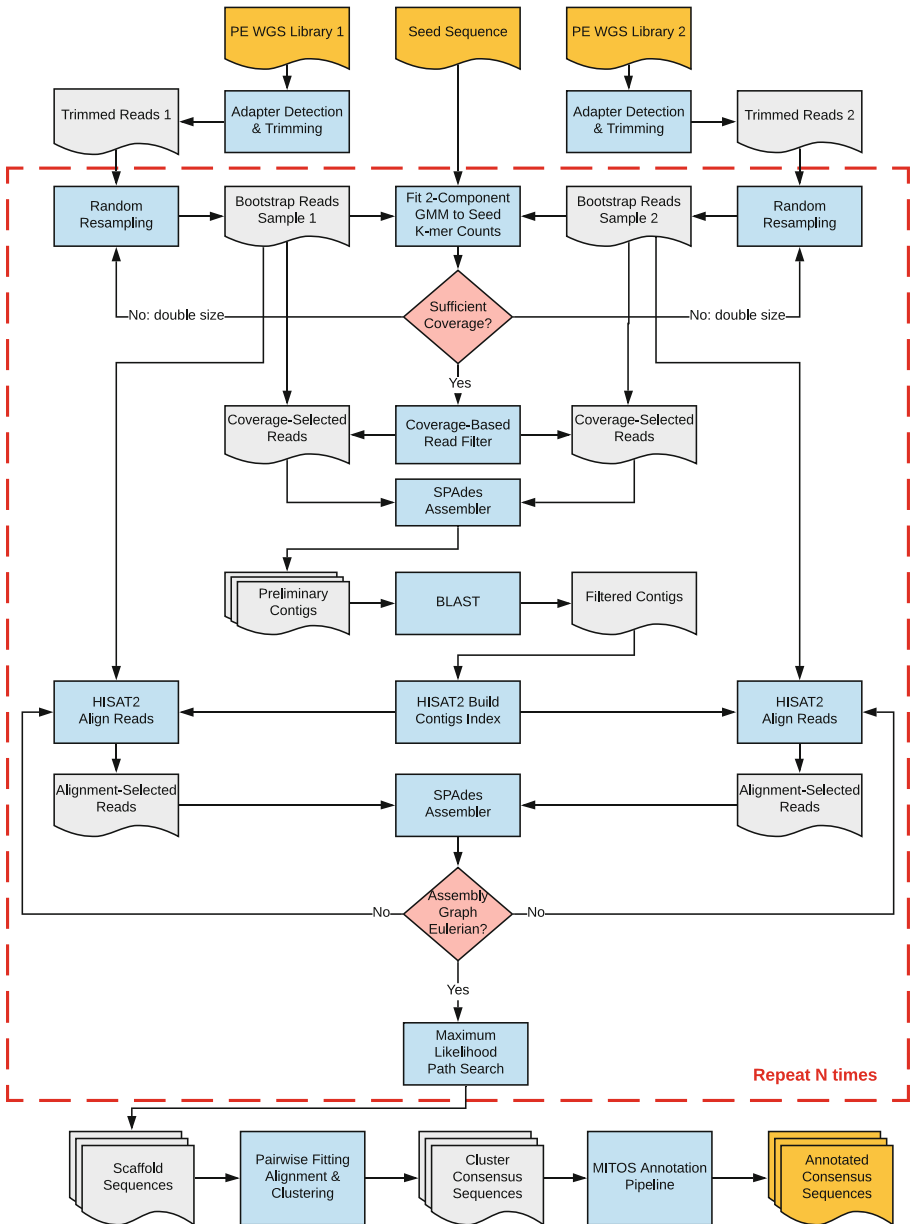 PE WGS Library 1
Seed Sequence
PE WGS Library 2
Trimmed Reads 1
Adapter Detection
& Trimming
Adapter Detection
& Trimming
Trimmed Reads 2
Random
Resampling
Bootstrap Reads
Sample 1
Fit 2-Component
GMM to Seed
K-mer Counts
Bootstrap Reads
Sample 2
Random
Resampling
Sufficient
Coverage?
No: double size
No: double size
Yes
Coverage-Selected
Reads
Coverage-Based
Read Filter
Coverage-Selected
Reads
SPAdes
Assembler
Preliminary
Contigs
BLAST
Filtered Contigs
HISAT2
Align Reads
HISAT2 Build
Contigs Index
HISAT2
Align Reads
Alignment-Selected
Reads
SPAdes
Assembler
Alignment-Selected
Reads
Assembly
Graph
Eulerian?
No
No
Yes
Maximum
Likelihood
Path Search
Repeat N times
Scaffold
Sequences
Pairwise Fitting
Alignment &
Clustering
Cluster
Consensus
Sequences
MITOS Annotation
Pipeline
Annotated
Consensus
Sequences